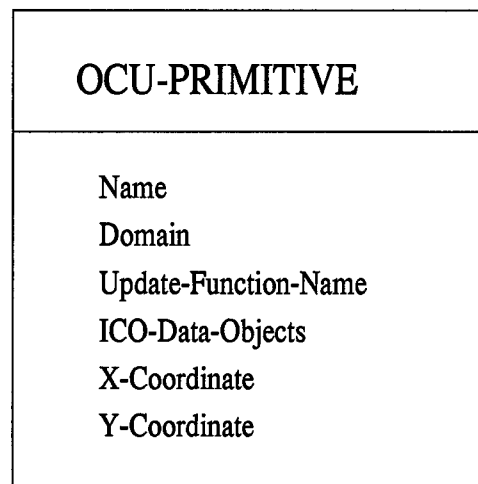 OCU-PRIMITIVE
Name
Domain
Update-Function-Name
ICO-Data-Objects
X-Coordinate
Y-Coordinate